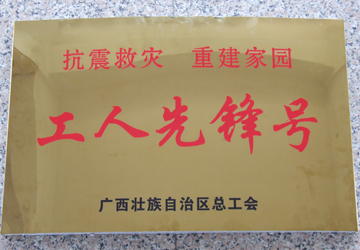 抗震救灾 重建家园
工人先锋号
广西壮族自治区总工会